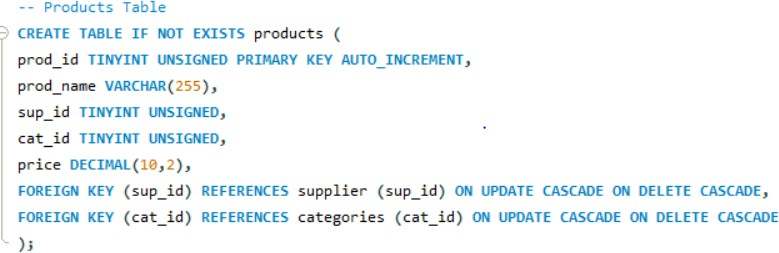 -- Products Table
CREATE TABLE IF NOT EXISTS products (
prod_id TINYINT UNSIGNED PRIMARY KEY AUTO_INCREMENT,
prod_name VARCHAR(255),
sup_id TINYINT UNSIGNED,
cat_id TINYINT UNSIGNED,
price DECIMAL(10,2),
FOREIGN KEY (sup_id) REFERENCES supplier (sup_id) ON UPDATE CASCADE ON DELETE CASCADE,
FOREIGN KEY (cat_id) REFERENCES categories (cat_id) ON UPDATE CASCADE ON DELETE CASCADE
);